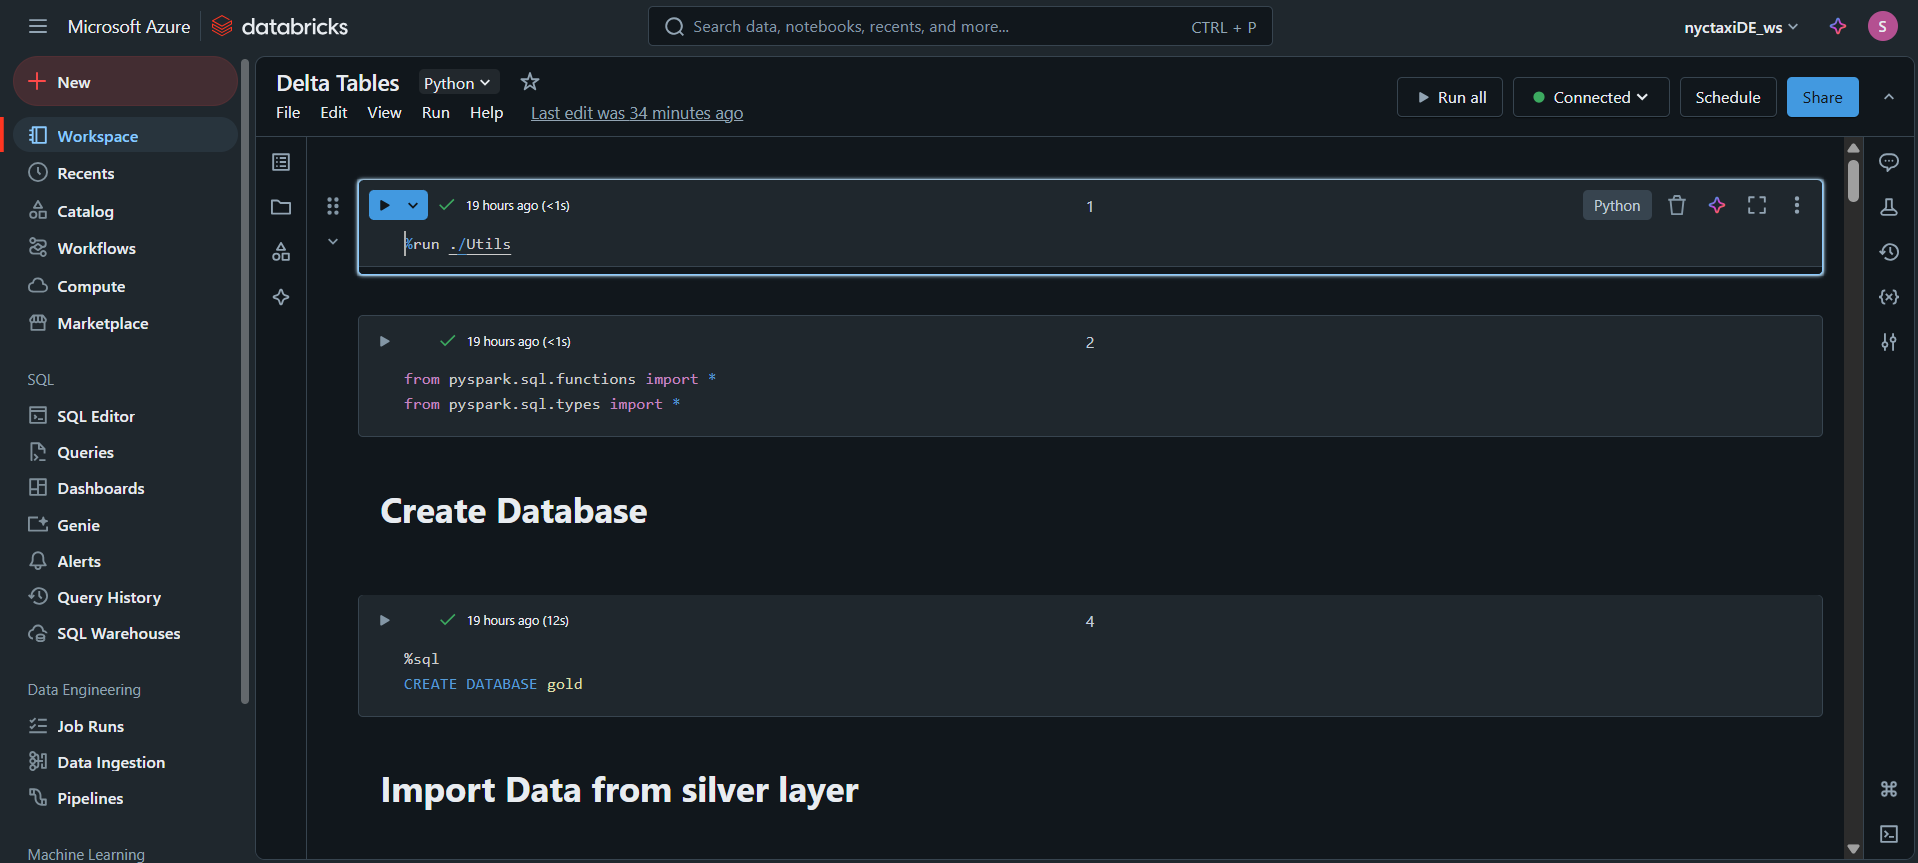 Microsoft Azure databricks
Search data, notebooks, recents, and more... CTRL + P
nyctaxiDE_ws
S
New
Workspace
Recents
Catalog
Workflows
Compute
Marketplace
SQL
SQL Editor
Queries
Dashboards
Genie
Alerts
Query History
SQL Warehouses
Data Engineering
Job Runs
Data Ingestion
Pipelines
Machine Learning
Delta Tables Python
File Edit View Run Help Last edit was 34 minutes ago
Run all Connected Schedule Share
19 hours ago (<1s) 1 Python
%run ./Utils
19 hours ago (<1s) 2
from pyspark.sql.functions import *
from pyspark.sql.types import *
Create Database
19 hours ago (12s) 4
%sql
CREATE DATABASE gold
Import Data from silver layer